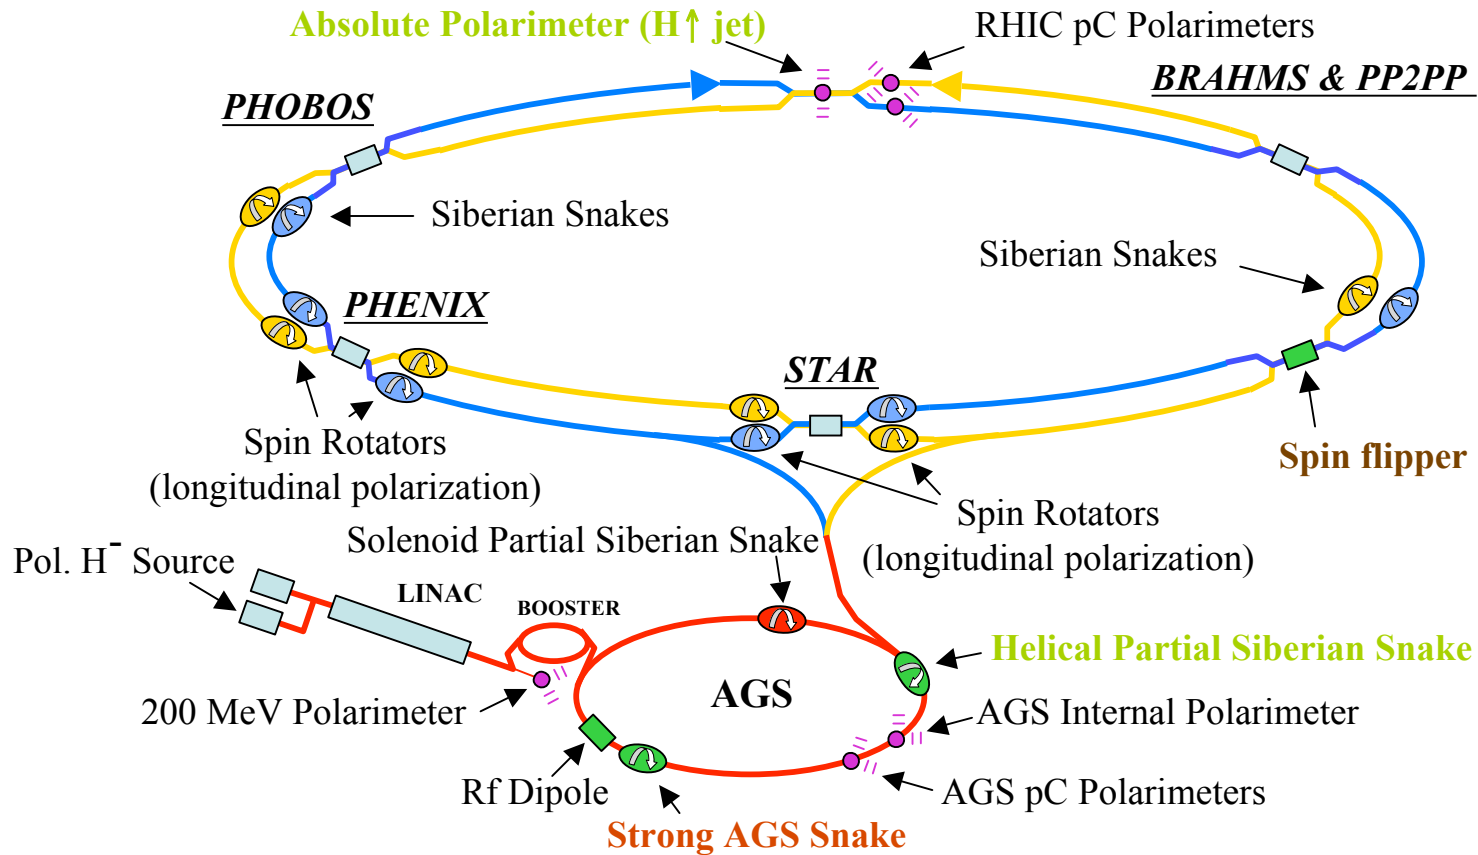 Absolute Polarimeter (H↑ jet)
RHIC pC Polarimeters
BRAHMS & PP2PP
PHOBOS
Siberian Snakes
Siberian Snakes
PHENIX
STAR
Spin Rotators
(longitudinal polarization)
Spin flipper
Spin Rotators
(longitudinal polarization)
Solenoid Partial Siberian Snake
Pol. H⁻ Source
LINAC
BOOSTER
Helical Partial Siberian Snake
AGS
200 MeV Polarimeter
AGS Internal Polarimeter
Rf Dipole
AGS pC Polarimeters
Strong AGS Snake